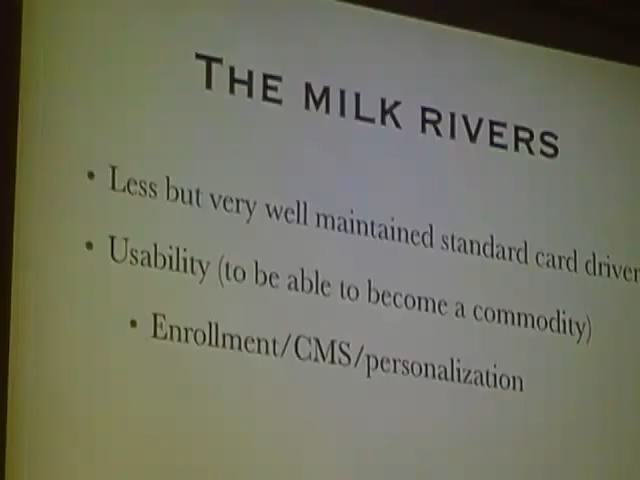 THE MILK RIVERS
• Less but very well maintained standard card driver
• Usability (to be able to become a commodity)
• Enrollment/CMS/personalization